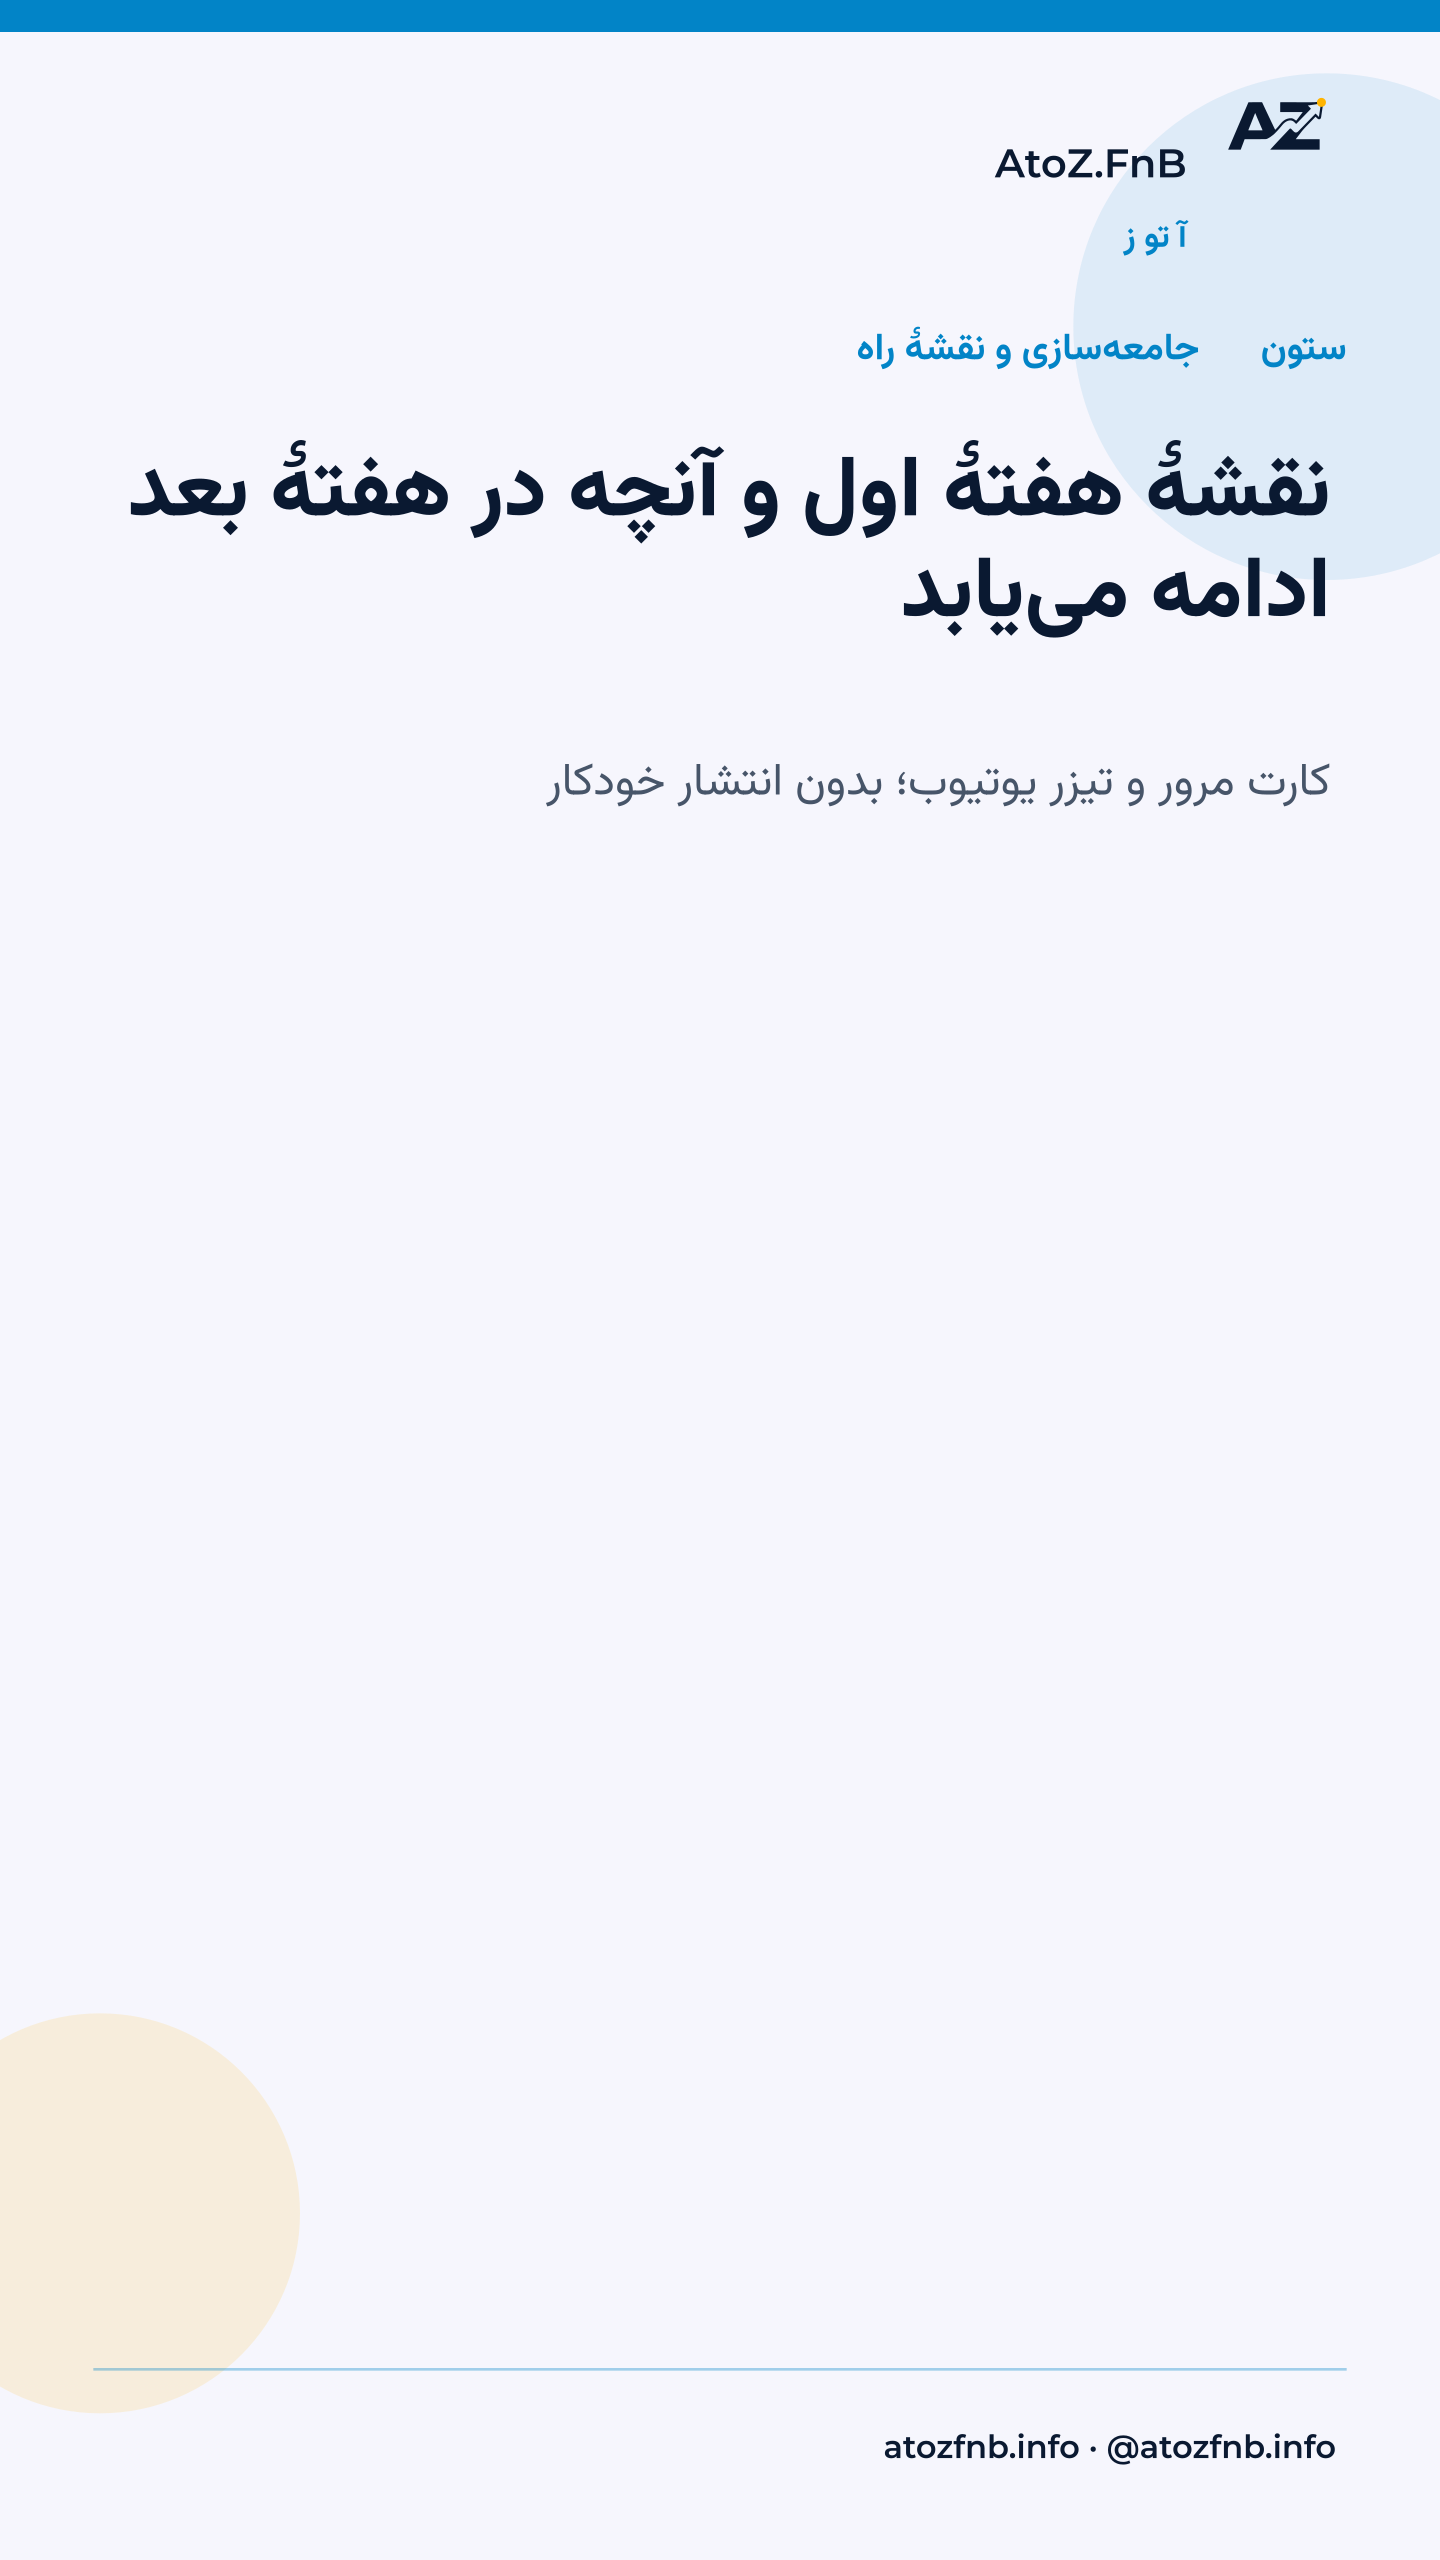 AZ
AtoZ.FnB
آ تو ز
ستون جامعه‌سازی و نقشهٔ راه
نقشهٔ هفتهٔ اول و آنچه در هفتهٔ بعد
ادامه می‌یابد
کارت مرور و تیزر یوتیوب؛ بدون انتشار خودکار
atozfnb.info · @atozfnb.info